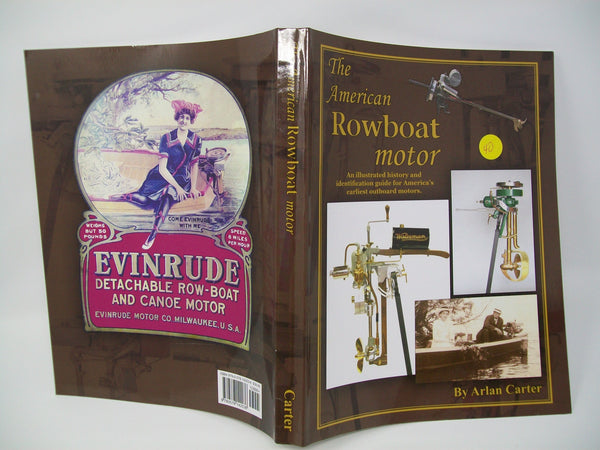 The
American
Rowboat
motor
An illustrated history and
identification guide for America's
earliest outboard motors.
40
By Arlan Carter
American Rowboat motor
Carter
COME EVINRUDE
WITH ME
WEIGHS
BUT 50
POUNDS
SPEED
8 MILES
PER HOUR
EVINRUDE
DETACHABLE ROW-BOAT
AND CANOE MOTOR
EVINRUDE MOTOR CO. MILWAUKEE, U.S.A.